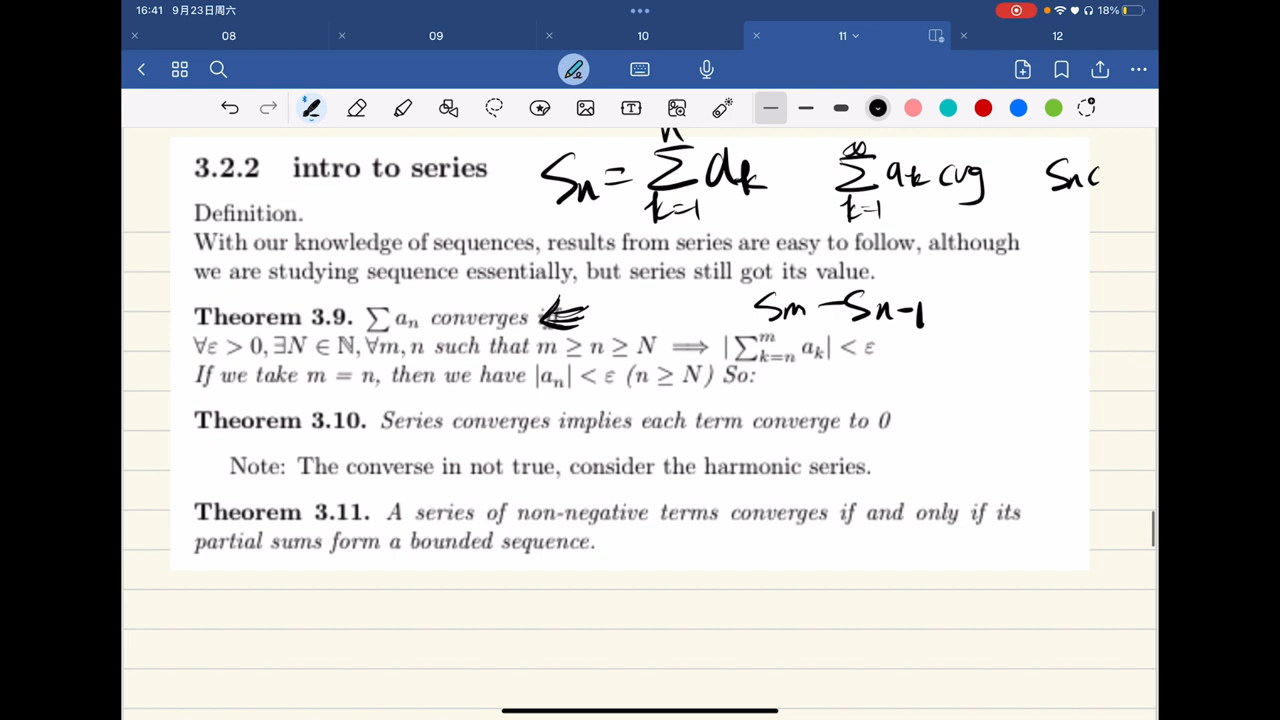 16:41 9月23日周六
18%
08 09 10 11 12
3.2.2 intro to series
Sn = ∑_{k=1}^{n} ak ∑_{k=1}^{∞} ak cvg Sn c
Definition.
With our knowledge of sequences, results from series are easy to follow, although
we are studying sequence essentially, but series still got its value.
Sm - Sn-1
Theorem 3.9. ∑ aₙ converges
∀ε > 0, ∃N ∈ ℕ, ∀m, n such that m ≥ n ≥ N ⟹ |∑_{k=n}^{m} aₖ| < ε
If we take m = n, then we have |aₙ| < ε (n ≥ N) So:
Theorem 3.10. Series converges implies each term converge to 0
Note: The converse in not true, consider the harmonic series.
Theorem 3.11. A series of non-negative terms converges if and only if its
partial sums form a bounded sequence.